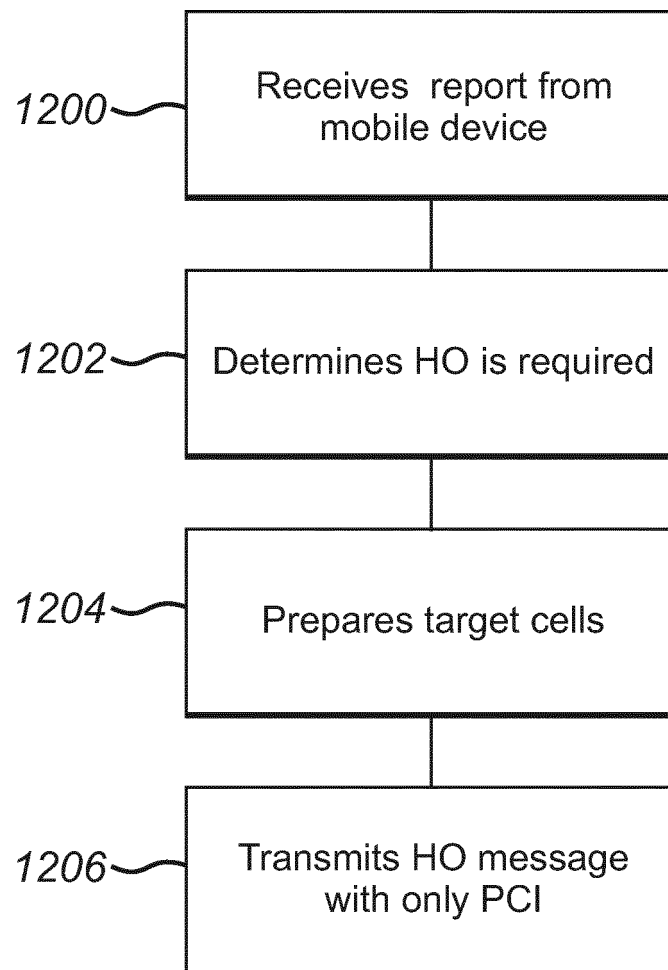 1200
Receives report from
mobile device
1202
Determines HO is required
1204
Prepares target cells
1206
Transmits HO message
with only PCI